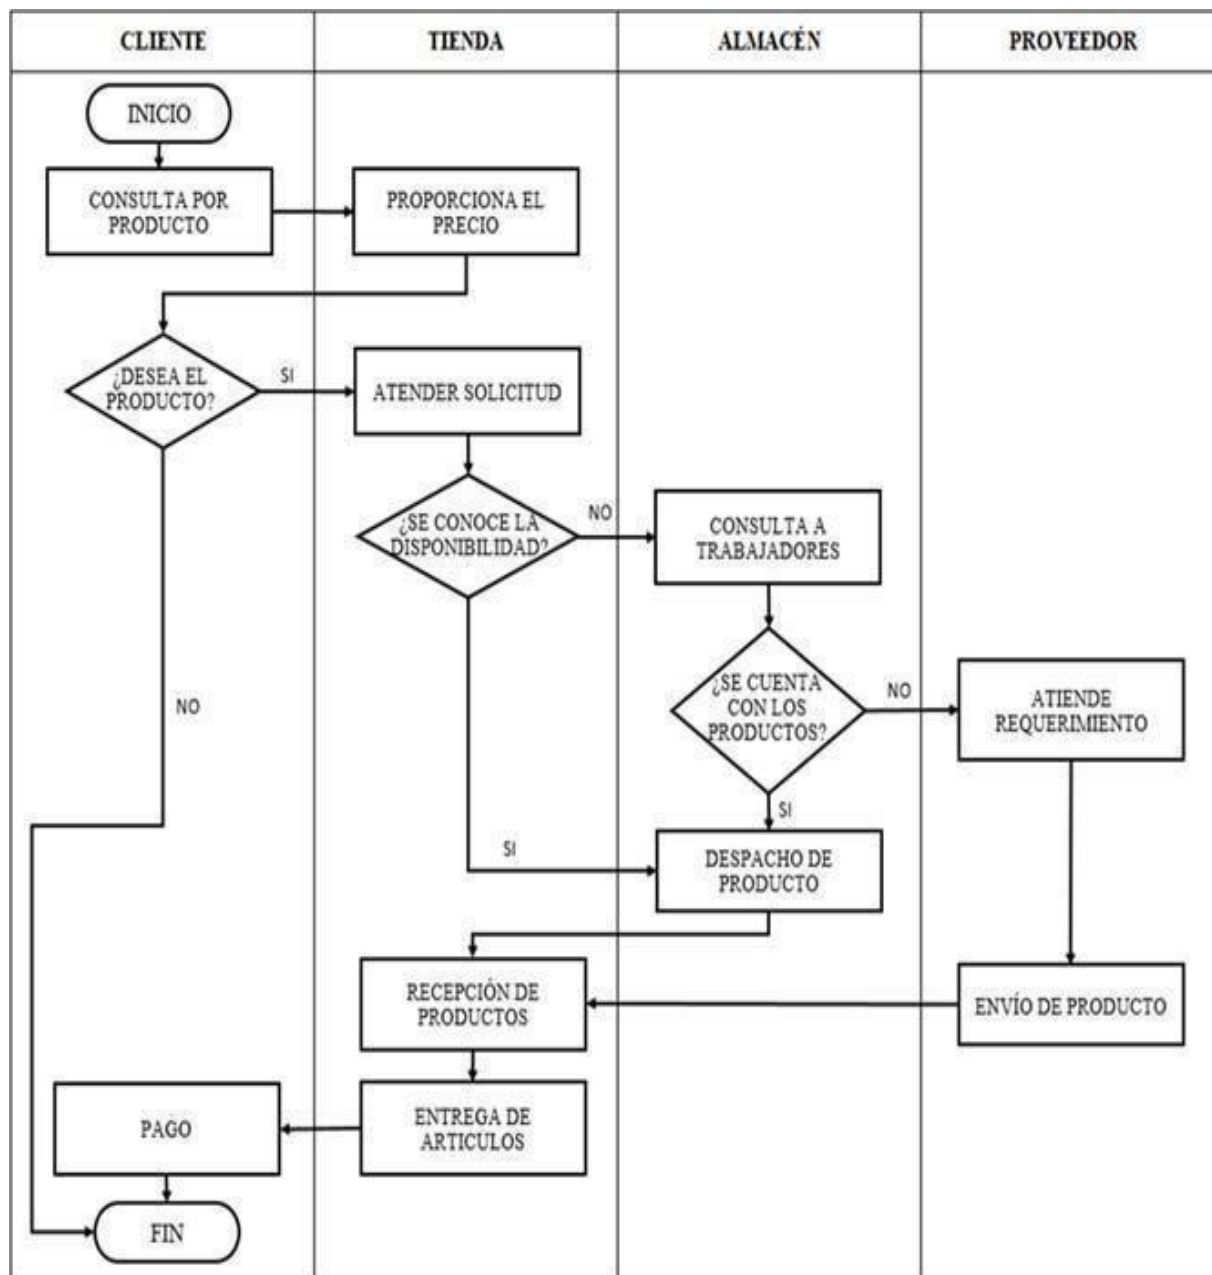 CLIENTE
TIENDA
ALMACÉN
PROVEEDOR
INICIO
CONSULTA POR
PRODUCTO
PROPORCIONA EL
PRECIO
¿DESEA EL
PRODUCTO?
SI
ATENDER SOLICITUD
¿SE CONOCE LA
DISPONIBILIDAD?
NO
CONSULTA A
TRABAJADORES
¿SE CUENTA
CON LOS
PRODUCTOS?
NO
ATIENDE
REQUERIMIENTO
NO
SI
SI
DESPACHO DE
PRODUCTO
RECEPCIÓN DE
PRODUCTOS
ENVÍO DE PRODUCTO
ENTREGA DE
ARTICULOS
PAGO
FIN